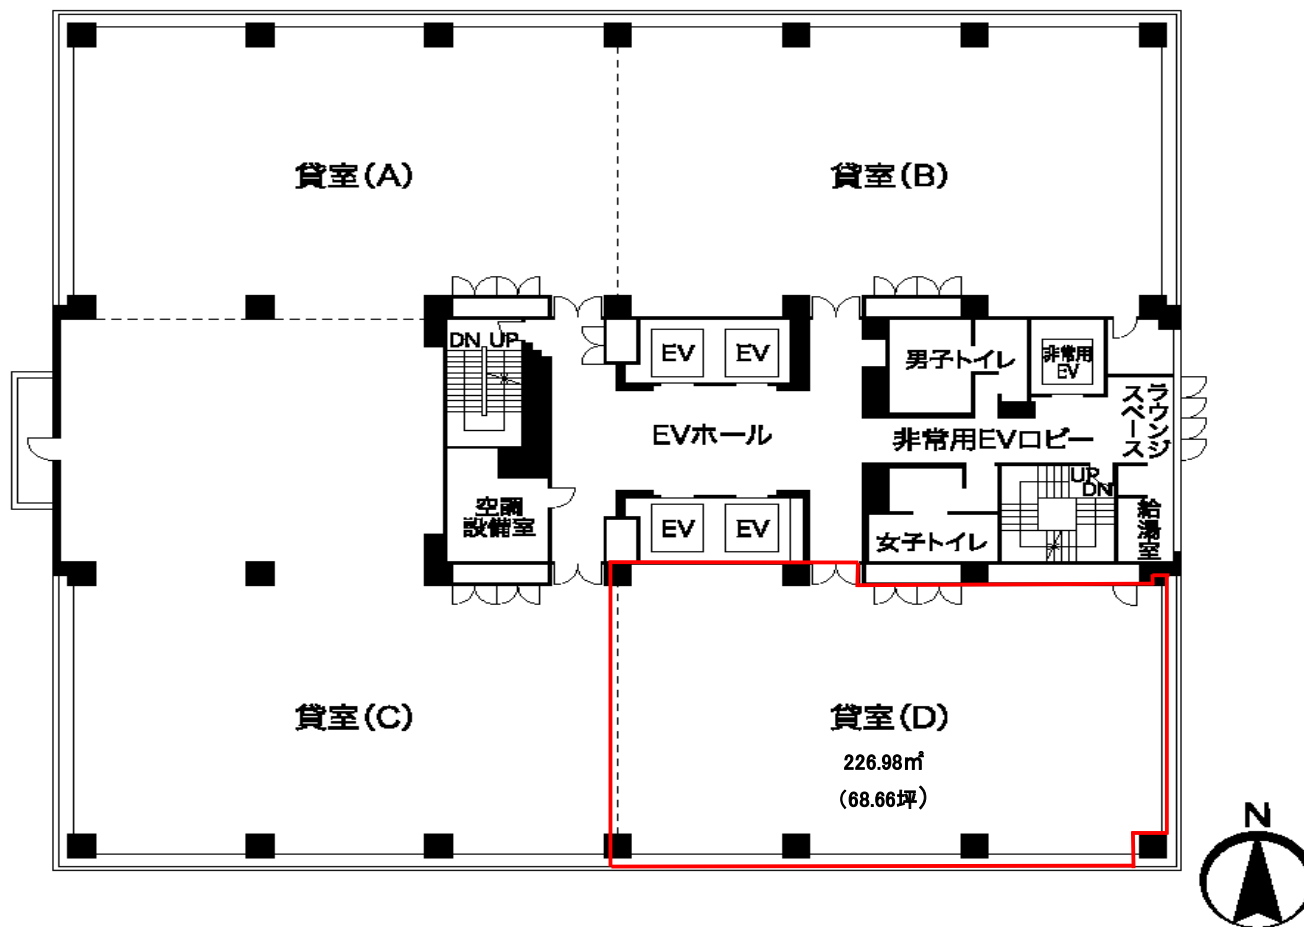 貸室(A)
貸室(B)
DN UP
EV
EV
男子トイレ
非常用
EV
ラウンジ
スペース
EVホール
非常用EVロビー
UP
DN
空調
設備室
EV
EV
女子トイレ
給湯室
貸室(C)
貸室(D)
226.98㎡
(68.66坪)
N